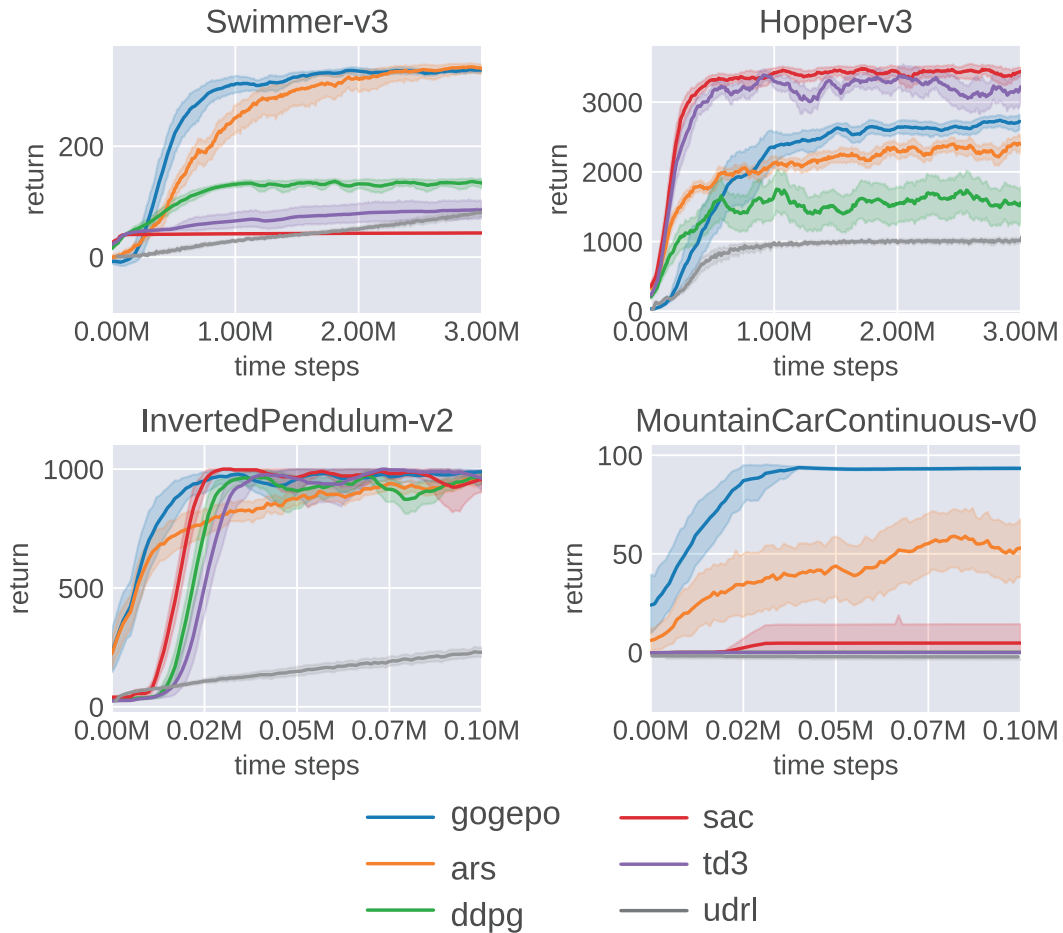 Swimmer-v3
return
200
0
0.00M 1.00M 2.00M 3.00M
time steps
Hopper-v3
return
3000
2000
1000
0
0.00M 1.00M 2.00M 3.00M
time steps
InvertedPendulum-v2
return
1000
500
0
0.00M 0.02M 0.05M 0.07M 0.10M
time steps
MountainCarContinuous-v0
return
100
50
0
0.00M 0.02M 0.05M 0.07M 0.10M
time steps
gogepo
ars
ddpg
sac
td3
udrl